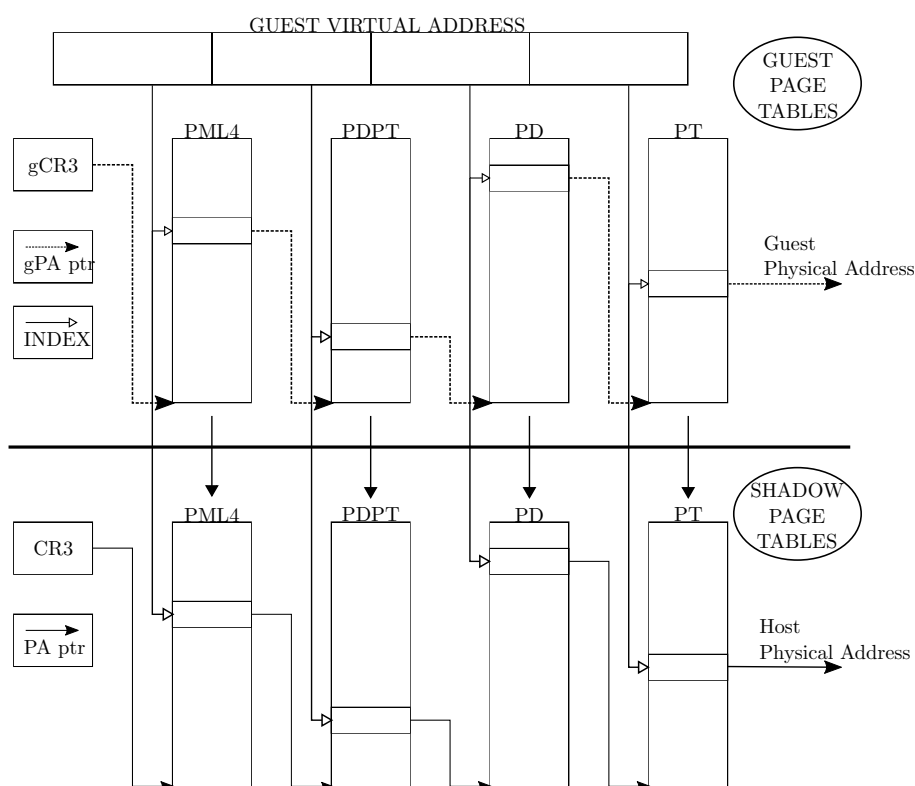 GUEST VIRTUAL ADDRESS
GUEST
PAGE
TABLES
PML4
PDPT
PD
PT
gCR3
gPA ptr
INDEX
Guest
Physical Address
SHADOW
PAGE
TABLES
PML4
PDPT
PD
PT
CR3
PA ptr
Host
Physical Address